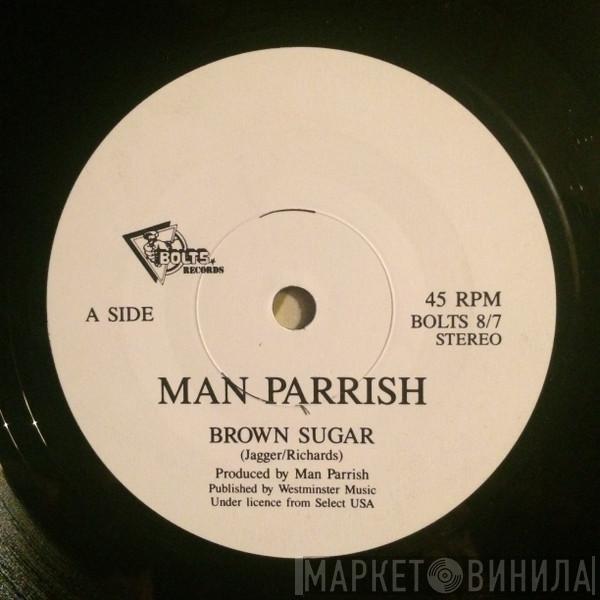 BOLTS
RECORDS
A SIDE
45 RPM
BOLTS 8/7
STEREO
MAN PARRISH
BROWN SUGAR
(Jagger/Richards)
Produced by Man Parrish
Published by Westminster Music
Under licence from Select USA
МАРКЕТ ВИНИЛА